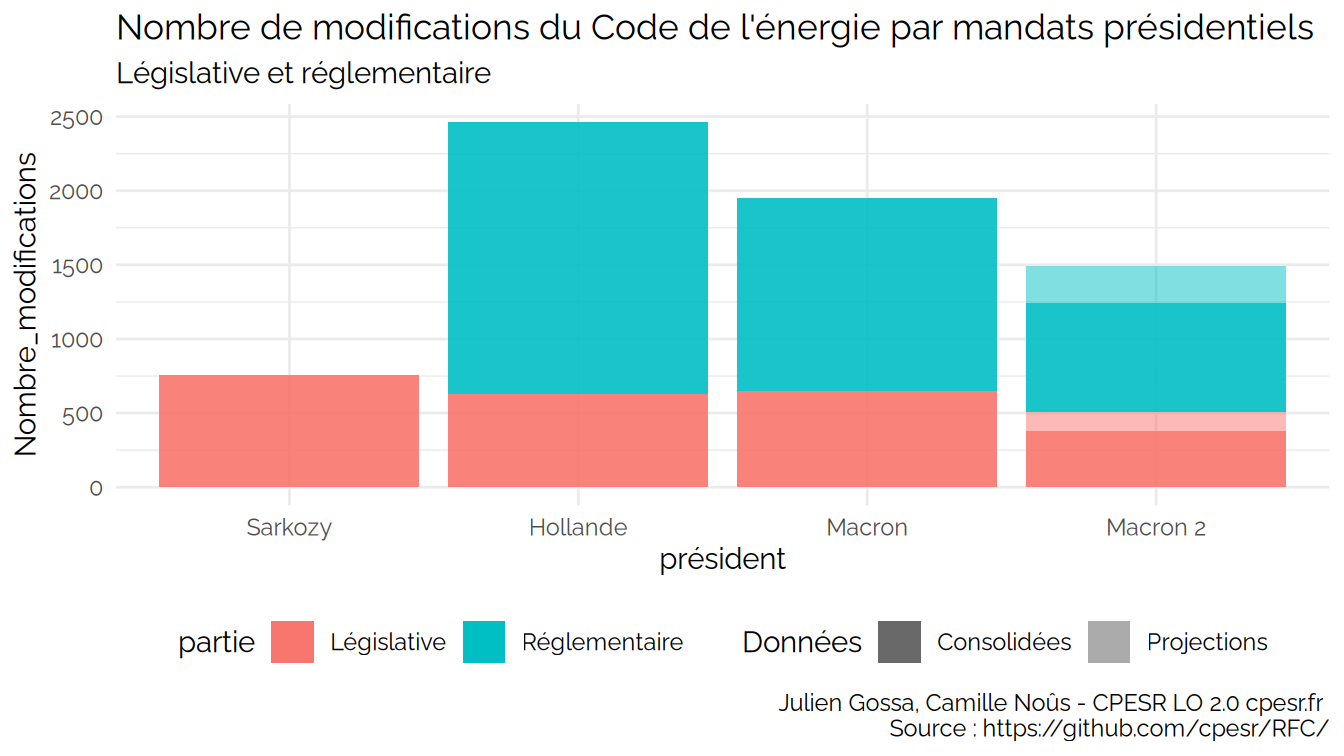 Nombre de modifications du Code de l'énergie par mandats présidentiels
Législative et réglementaire
Nombre_modifications
2500
2000
1500
1000
500
0
Sarkozy
Hollande
Macron
Macron 2
président
partie Législative Réglementaire Données Consolidées Projections
Julien Gossa, Camille Noûs - CPESR LO 2.0 cpesr.fr
Source : https://github.com/cpesr/RFC/